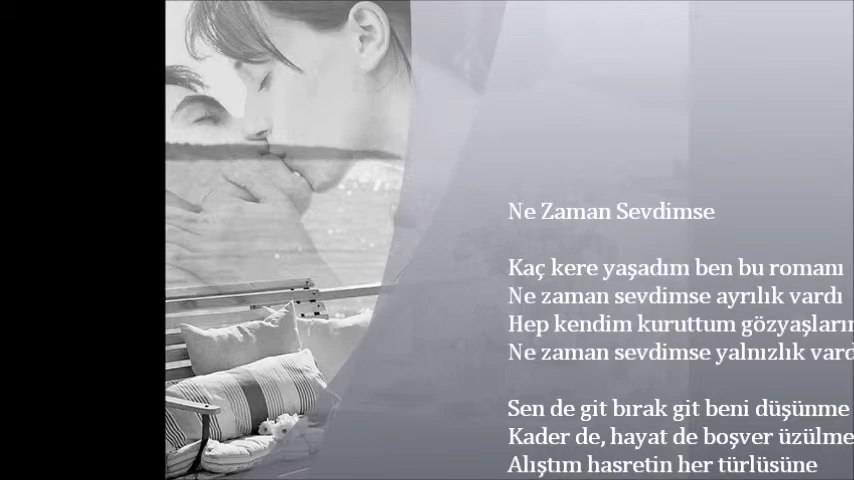 Ne Zaman Sevdimse
Kaç kere yaşadım ben bu romanı
Ne zaman sevdimse ayrılık vardı
Hep kendim kuruttum
Ne zaman sevdimse yalnızlık
Sen de git bırak git beni düşünme
Kader de, hayat de boşver üzülme
Alıştım hasretin her türlüsüne